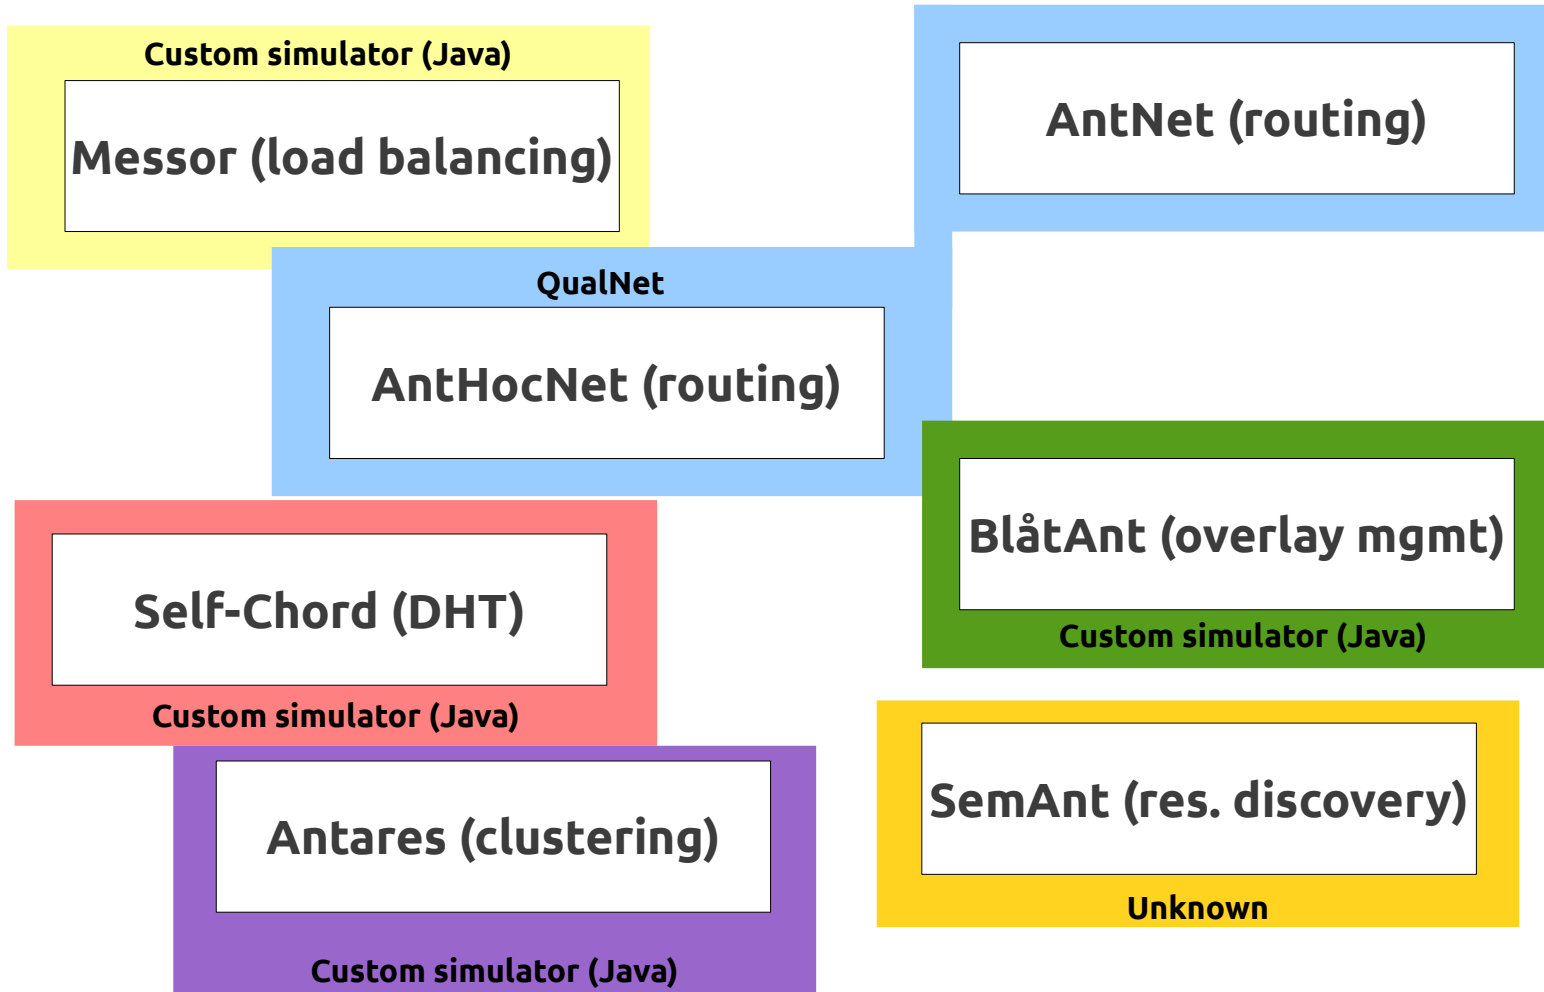 Custom simulator (Java)
Messor (load balancing)
AntNet (routing)
QualNet
AntHocNet (routing)
BlåtAnt (overlay mgmt)
Custom simulator (Java)
Self-Chord (DHT)
Custom simulator (Java)
SemAnt (res. discovery)
Unknown
Antares (clustering)
Custom simulator (Java)